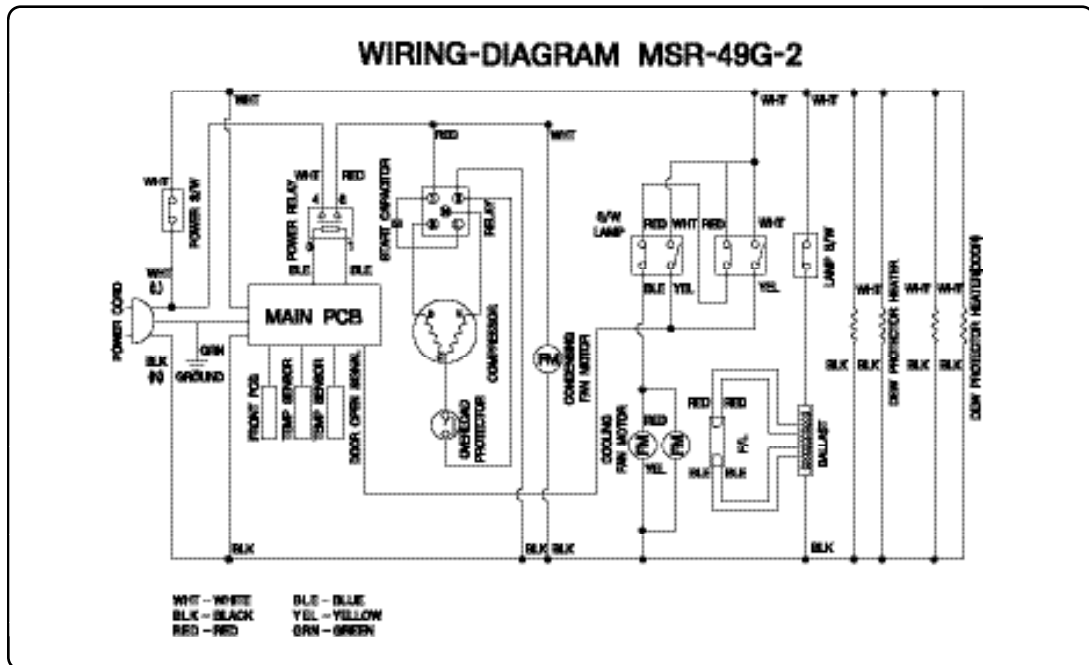 WIRING-DIAGRAM MSR-49G-2
WHT
WHT
WHT
RED
WHT
WHT
RED
4
WHT
POWER S/W
POWER RELAY
START CAPACITOR
RELAY
BLE
BLE
S/W
LAMP
RED
WHT
RED
WHT
BLE
YEL
YEL
LAMP S/W
WHT
(L)
POWER CORD
BLK
(N)
GRN
GROUND
MAIN PCB
FRONT PCB
TEMP SENSOR
TEMP SENSOR
DOOR OPEN SIGNAL
COMPRESSOR
OVERLOAD
PROTECTOR
FM
CONDENSING
FAN MOTOR
COOLING
FAN MOTOR
RED
FM
FM
YEL
RED
RED
F/L
BLE
BLE
BALLAST
WHT
WHT
BLK
BLK
DEW PROTECTOR HEATER
WHT
WHT
BLK
BLK
DEW PROTECTOR HEATER(DOOR)
BLK
BLK
BLK
BLK
WHT-WHITE
BLE-BLUE
BLK-BLACK
YEL-YELLOW
RED-RED
GRN-GREEN